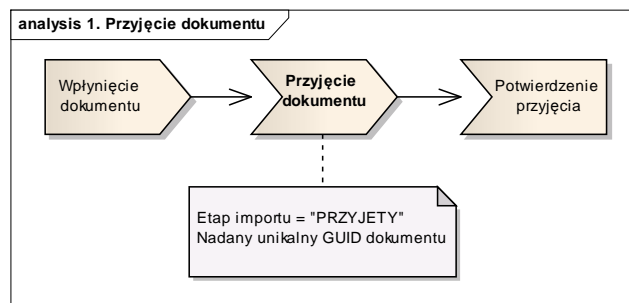 analysis 1. Przyjęcie dokumentu
Wpłynięcie
dokumentu
Przyjęcie
dokumentu
Potwierdzenie
przyjęcia
Etap importu = "PRZYJETY"
Nadany unikalny GUID dokumentu